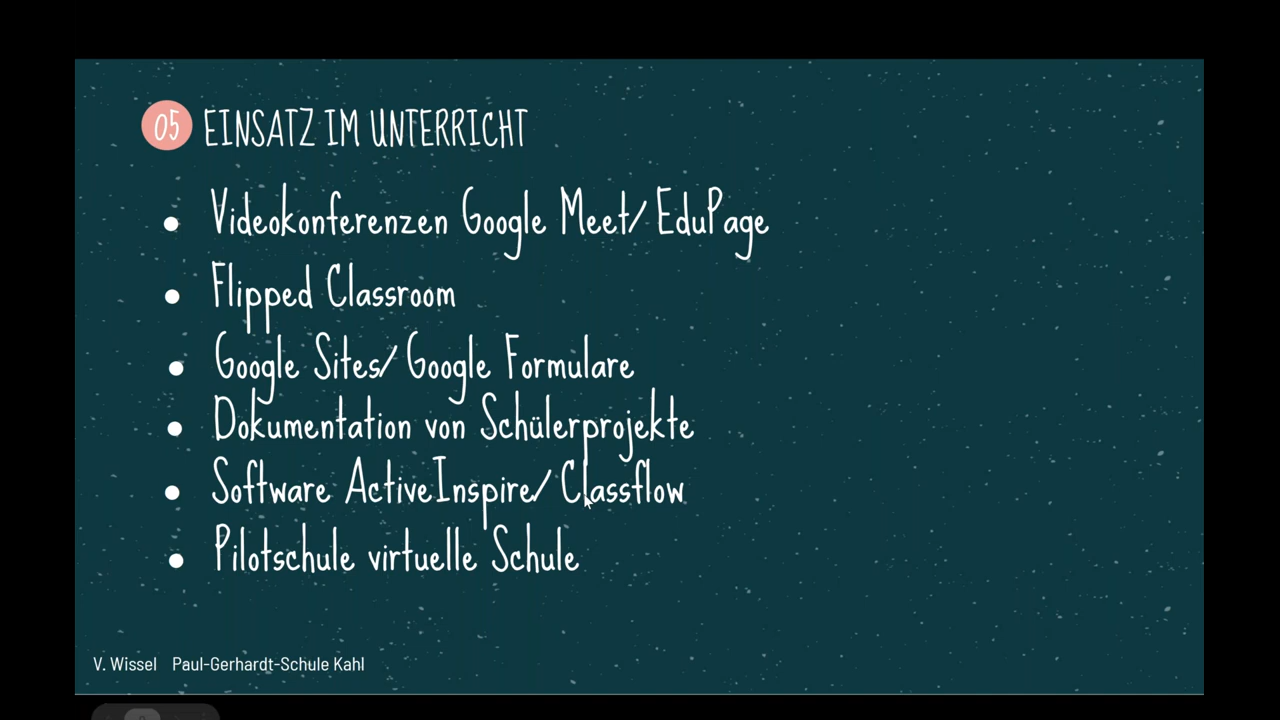 05 EINSATZ IM UNTERRICHT
Videokonferenzen Google Meet/ EduPage
Flipped Classroom
Google Sites/ Google Formulare
Dokumentation von Schülerprojekte
Software ActiveInspire/ Classflow
Pilotschule virtuelle Schule
V. Wissel Paul-Gerhardt-Schule Kahl